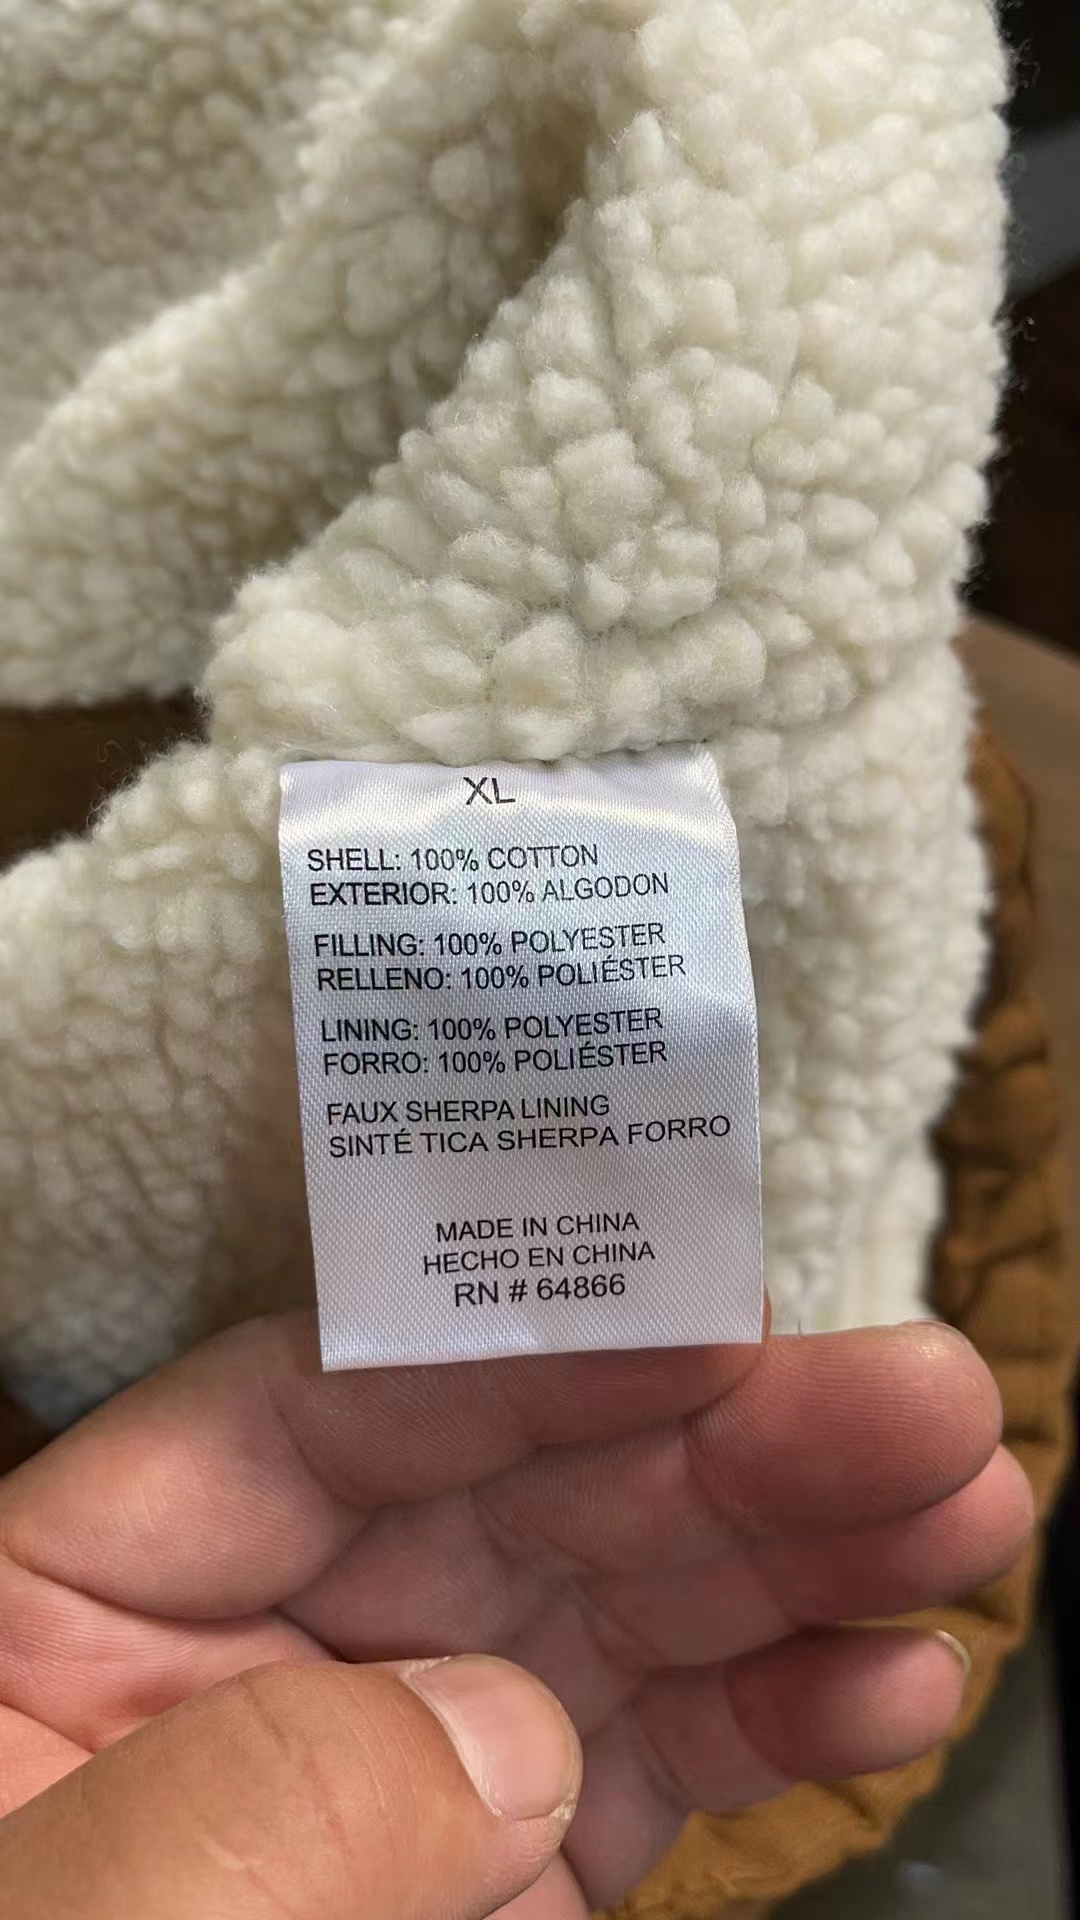 XL
SHELL: 100% COTTON
EXTERIOR: 100% ALGODON
FILLING: 100% POLYESTER
RELLENO: 100% POLIÉSTER
LINING: 100% POLYESTER
FORRO: 100% POLIÉSTER
FAUX SHERPA LINING
SINTÉ TICA SHERPA FORRO
MADE IN CHINA
HECHO EN CHINA
RN # 64866